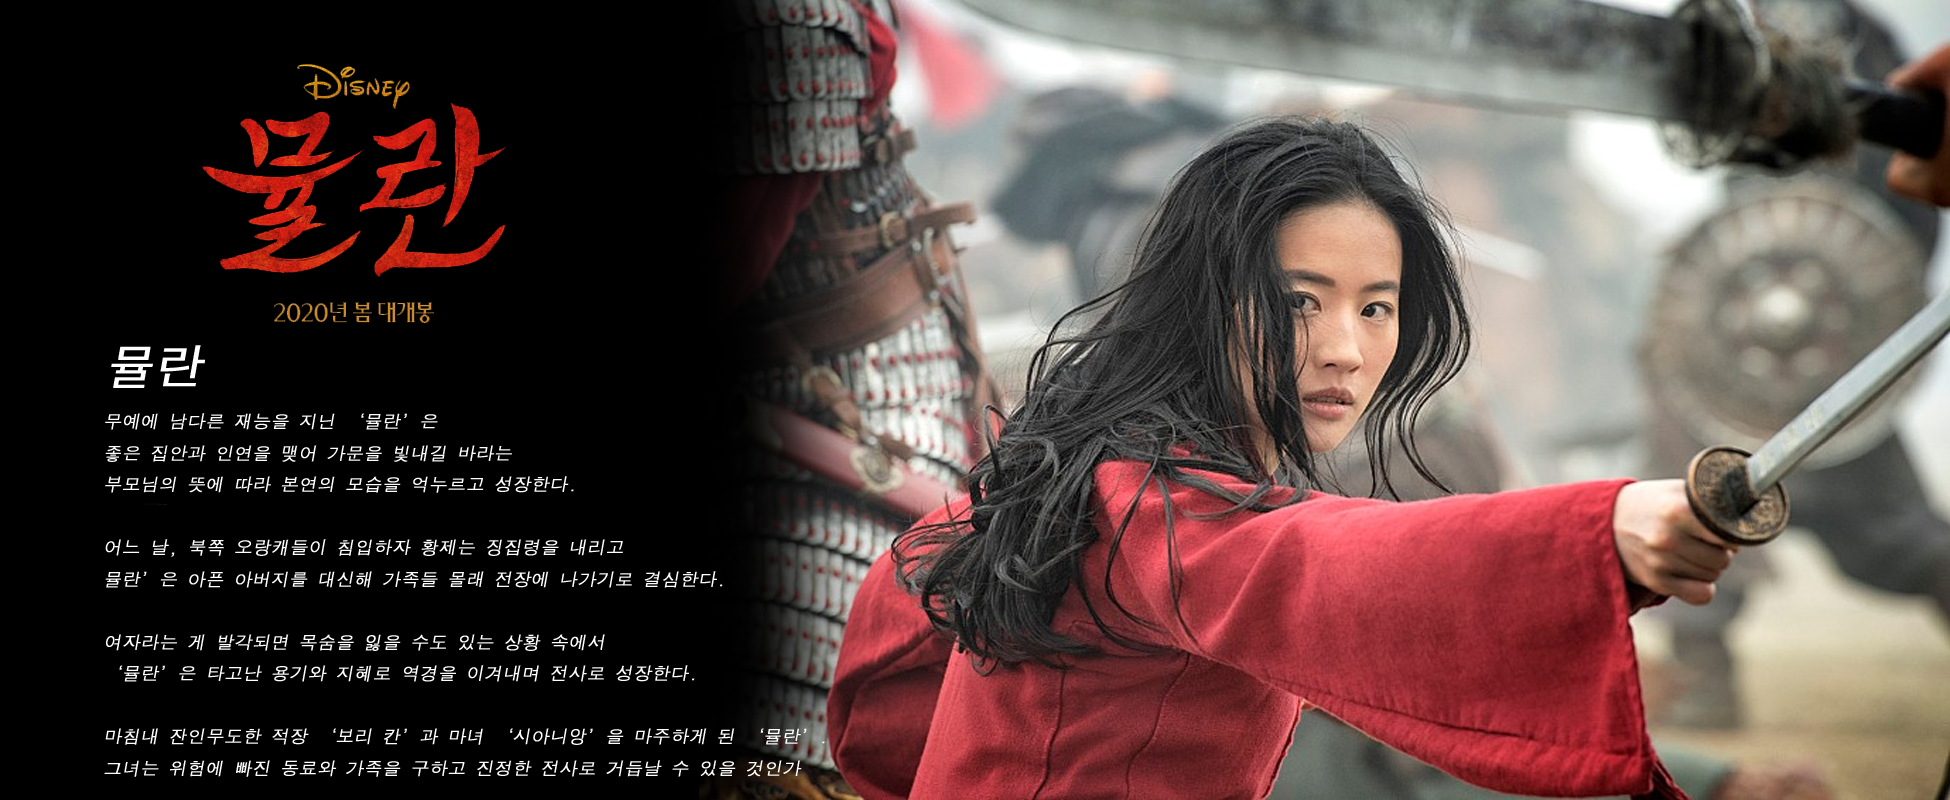 Disney
뮬란
2020년 봄 대개봉
뮬란
무예에 남다른 재능을 지닌 ‘뮬란’ 은
좋은 집안과 인연을 맺어 가문을 빛내길 바라는
부모님의 뜻에 따라 본연의 모습을 억누르고 성장한다.
어느 날, 북쪽 오랑캐들이 침입하자 황제는 징집령을 내리고
뮬란’ 은 아픈 아버지를 대신해 가족들 몰래 전장에 나가기로 결심한다.
여자라는 게 발각되면 목숨을 잃을 수도 있는 상황 속에서
‘뮬란’ 은 타고난 용기와 지혜로 역경을 이겨내며 전사로 성장한다.
마침내 잔인무도한 적장 ‘보리 칸’ 과 마녀 ‘시아니앙’ 을 마주하게 된 ‘뮬란’ .
그녀는 위험에 빠진 동료와 가족을 구하고 진정한 전사로 거듭날 수 있을 것인가